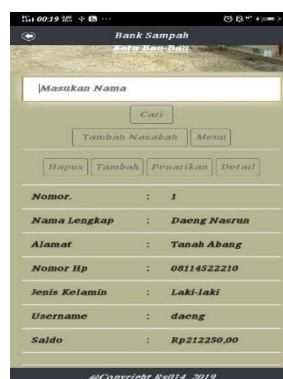 00:19
Bank Sampah
Kota Bau-Bau
Masukan Nama
Cari
Tambah Nasabah Menu
Hapus Tambah Penarikan Detail
Nomor. : 1
Nama Lengkap : Daeng Nasrun
Alamat : Tanah Abang
Nomor Hp : 08114522210
Jenis Kelamin : Laki-laki
Username : daeng
Saldo : Rp212250,00
@Copyright Rs014 2019